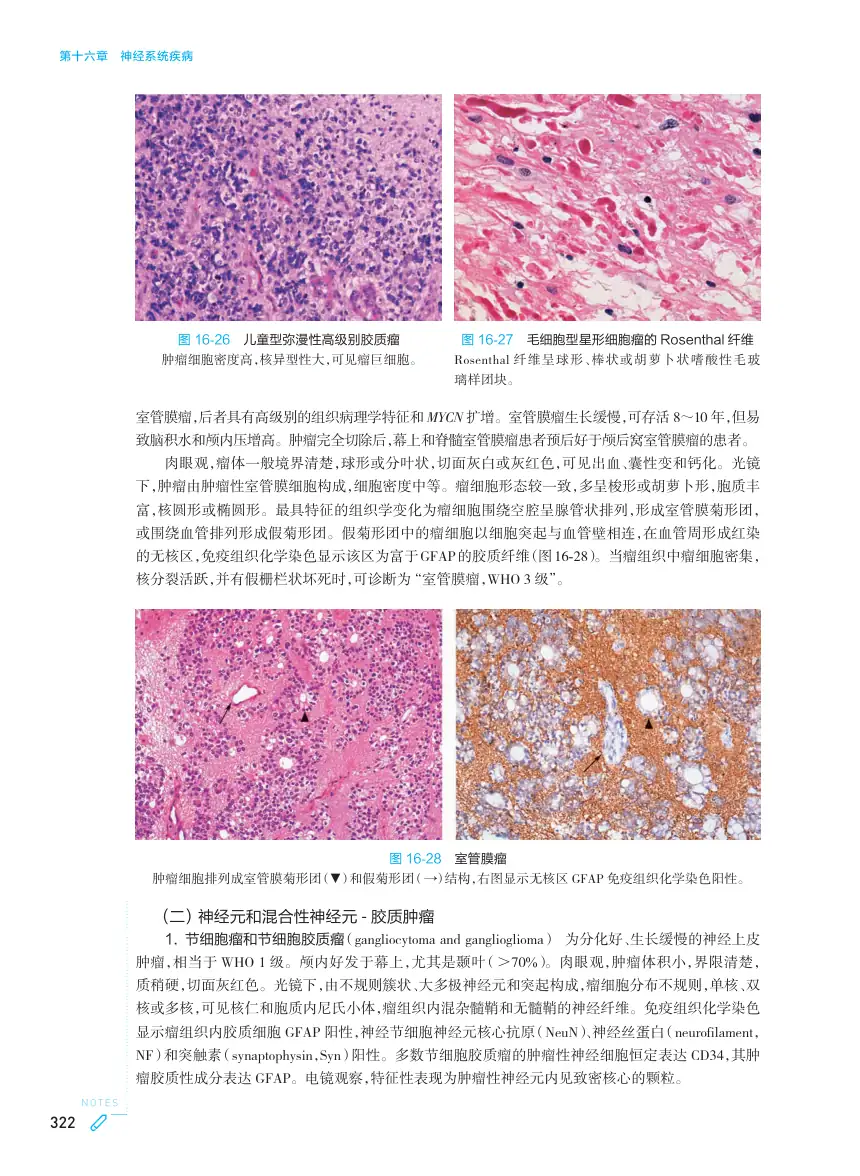 第十六章 神经系统疾病
图 16-26 儿童型弥漫性高级别胶质瘤
肿瘤细胞密度高,核异型性大,可见瘤巨细胞。
图 16-27 毛细胞型星形细胞瘤的 Rosenthal 纤维
Rosenthal 纤维呈球形、棒状或胡萝卜状嗜酸性毛玻
璃样团块。
室管膜瘤,后者具有高级别的组织病理学特征和 MYCN 扩增。室管膜瘤生长缓慢,可存活 8～10 年,但易
致脑积水和颅内压增高。肿瘤完全切除后,幕上和脊髓室管膜瘤患者预后好于颅后窝室管膜瘤的患者。
肉眼观,瘤体一般境界清楚,球形或分叶状,切面灰白或灰红色,可见出血、囊性变和钙化。光镜
下,肿瘤由肿瘤性室管膜细胞构成,细胞密度中等。瘤细胞形态较一致,多呈梭形或胡萝卜形,胞质丰
富,核圆形或椭圆形。最具特征的组织学变化为瘤细胞围绕空腔呈腺管状排列,形成室管膜菊形团,
或围绕血管排列形成假菊形团。假菊形团中的瘤细胞以细胞突起与血管壁相连,在血管周形成红染
的无核区,免疫组织化学染色显示该区为富于GFAP的胶质纤维(图16-28)。当瘤组织中瘤细胞密集,
核分裂活跃,并有假栅栏状坏死时,可诊断为“室管膜瘤,WHO 3 级”。
图 16-28 室管膜瘤
肿瘤细胞排列成室管膜菊形团(▼)和假菊形团(→)结构,右图显示无核区 GFAP 免疫组织化学染色阳性。
(二)神经元和混合性神经元 - 胶质肿瘤
1. 节细胞瘤和节细胞胶质瘤(gangliocytoma and ganglioglioma) 为分化好、生长缓慢的神经上皮
肿瘤,相当于 WHO 1 级。颅内好发于幕上,尤其是颞叶(>70%)。肉眼观,肿瘤体积小,界限清楚,
质稍硬,切面灰红色。光镜下,由不规则簇状、大多极神经元和突起构成,瘤细胞分布不规则,单核、双
核或多核,可见核仁和胞质内尼氏小体,瘤组织内混杂髓鞘和无髓鞘的神经纤维。免疫组织化学染色
显示瘤组织内胶质细胞 GFAP 阳性,神经节细胞神经元核心抗原(NeuN)、神经丝蛋白(neurofilament,
NF)和突触素(synaptophysin,Syn)阳性。多数节细胞胶质瘤的肿瘤性神经细胞恒定表达 CD34,其肿
瘤胶质性成分表达 GFAP。电镜观察,特征性表现为肿瘤性神经元内见致密核心的颗粒。
NOTES
322